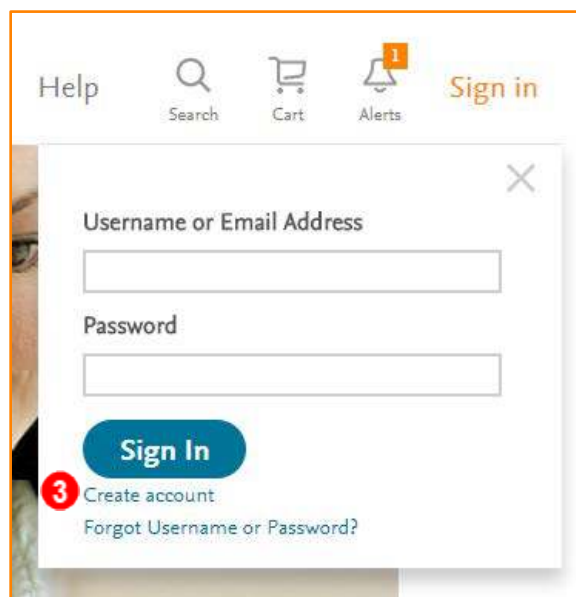 Help
Search
Cart
1
Alerts
Sign in
Username or Email Address
Password
Sign In
3 Create account
Forgot Username or Password?